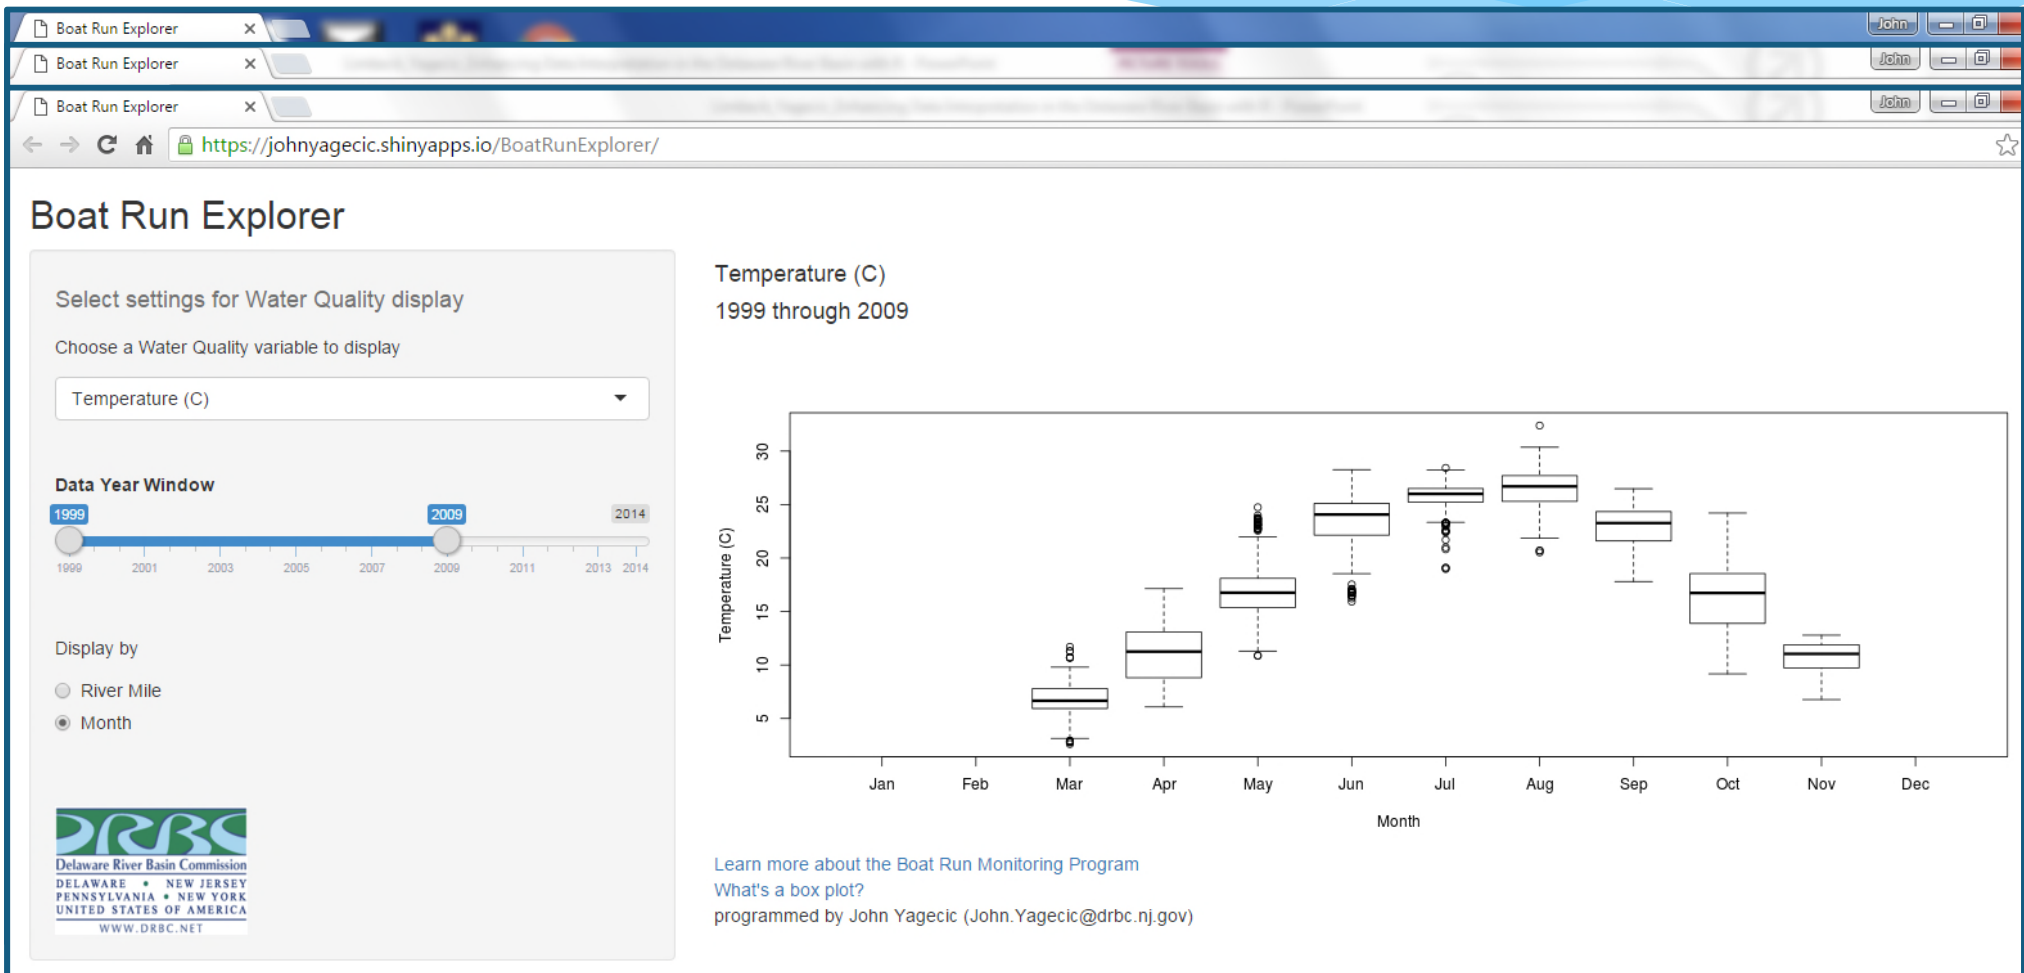 Boat Run Explorer
John
Boat Run Explorer
John
Boat Run Explorer
John
https://johnyagecic.shinyapps.io/BoatRunExplorer/
Boat Run Explorer
Select settings for Water Quality display
Choose a Water Quality variable to display
Temperature (C)
Data Year Window
1999 2009 2014
1999 2001 2003 2005 2007 2009 2011 2013 2014
Display by
River Mile
Month
DRBC
Delaware River Basin Commission
DELAWARE • NEW JERSEY
PENNSYLVANIA • NEW YORK
UNITED STATES OF AMERICA
WWW.DRBC.NET
Temperature (C)
1999 through 2009
Temperature (C)
30
25
20
15
10
5
Jan Feb Mar Apr May Jun Jul Aug Sep Oct Nov Dec
Month
Learn more about the Boat Run Monitoring Program
What's a box plot?
programmed by John Yagecic (John.Yagecic@drbc.nj.gov)